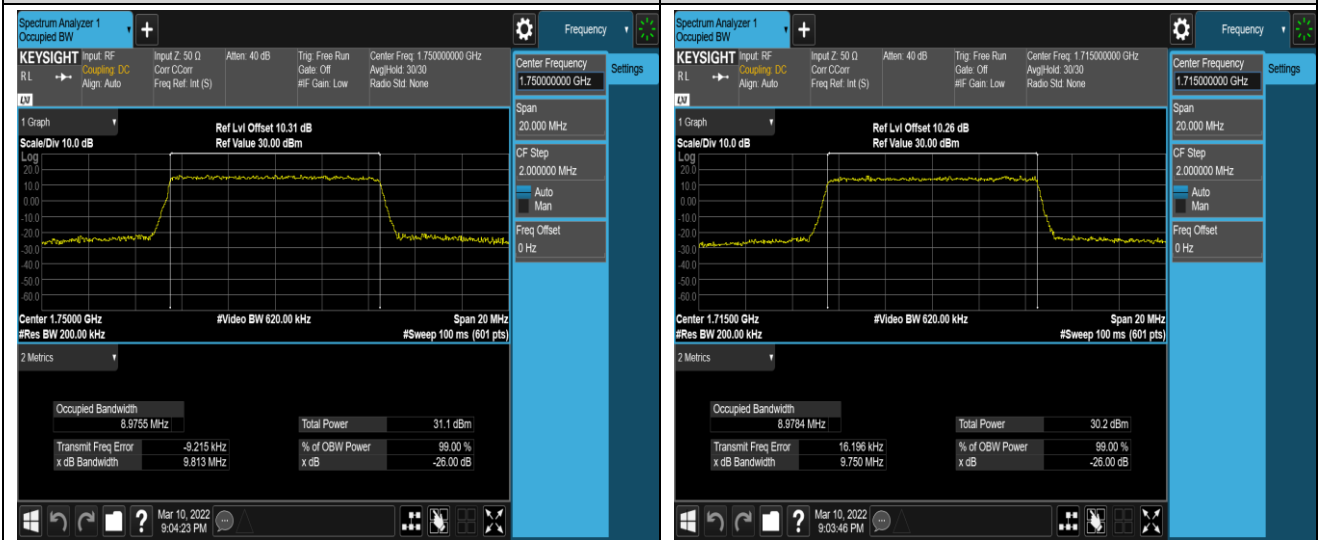 Spectrum Analyzer 1
Occupied BW
+
Frequency
KEYSIGHT
Input: RF
Coupling: DC
Align: Auto
Input Z: 50 Ω
Corr CCorr
Freq Ref: Int (S)
Atten: 40 dB
Trig: Free Run
Gate: Off
#IF Gain: Low
Center Freq: 1.750000000 GHz
Avg|Hold: 30/30
Radio Std: None
RL
LXI
Center Frequency
1.750000000 GHz
Settings
Span
20.000 MHz
CF Step
2.000000 MHz
Auto
Man
Freq Offset
0 Hz
1 Graph
Scale/Div 10.0 dB
Ref Lvl Offset 10.31 dB
Ref Value 30.00 dBm
Log
20.0
10.0
0.00
-10.0
-20.0
-30.0
-40.0
-50.0
-60.0
Center 1.75000 GHz
#Video BW 620.00 kHz
Span 20 MHz
#Res BW 200.00 kHz
#Sweep 100 ms (601 pts)
2 Metrics
Occupied Bandwidth
8.9755 MHz
Total Power 31.1 dBm
Transmit Freq Error -9.215 kHz
% of OBW Power 99.00 %
x dB Bandwidth 9.813 MHz
x dB -26.00 dB
?
Mar 10, 2022
9:04:23 PM
Spectrum Analyzer 1
Occupied BW
+
Frequency
KEYSIGHT
Input: RF
Coupling: DC
Align: Auto
Input Z: 50 Ω
Corr CCorr
Freq Ref: Int (S)
Atten: 40 dB
Trig: Free Run
Gate: Off
#IF Gain: Low
Center Freq: 1.715000000 GHz
Avg|Hold: 30/30
Radio Std: None
RL
LXI
Center Frequency
1.715000000 GHz
Settings
Span
20.000 MHz
CF Step
2.000000 MHz
Auto
Man
Freq Offset
0 Hz
1 Graph
Scale/Div 10.0 dB
Ref Lvl Offset 10.26 dB
Ref Value 30.00 dBm
Log
20.0
10.0
0.00
-10.0
-20.0
-30.0
-40.0
-50.0
-60.0
Center 1.71500 GHz
#Video BW 620.00 kHz
Span 20 MHz
#Res BW 200.00 kHz
#Sweep 100 ms (601 pts)
2 Metrics
Occupied Bandwidth
8.9784 MHz
Total Power 30.2 dBm
Transmit Freq Error 16.196 kHz
% of OBW Power 99.00 %
x dB Bandwidth 9.750 MHz
x dB -26.00 dB
?
Mar 10, 2022
9:03:46 PM